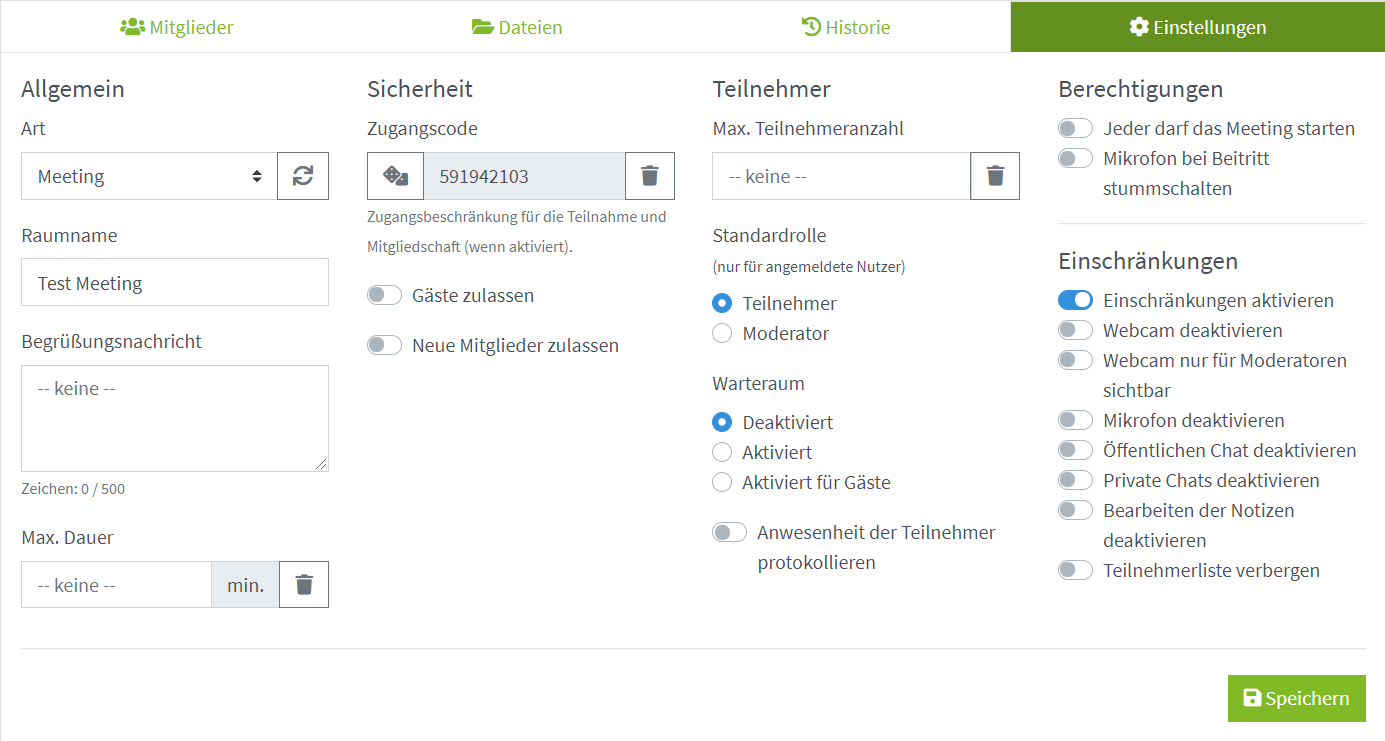 Mitglieder
Dateien
Historie
Einstellungen
Allgemein
Art
Meeting
Raumname
Test Meeting
Begrüßungsnachricht
-- keine --
Zeichen: 0 / 500
Max. Dauer
-- keine --
min.
Sicherheit
Zugangscode
591942103
Zugangsbeschränkung für die Teilnahme und
Mitgliedschaft (wenn aktiviert).
Gäste zulassen
Neue Mitglieder zulassen
Teilnehmer
Max. Teilnehmeranzahl
-- keine --
Standardrolle
(nur für angemeldete Nutzer)
Teilnehmer
Moderator
Warteraum
Deaktiviert
Aktiviert
Aktiviert für Gäste
Anwesenheit der Teilnehmer
protokollieren
Berechtigungen
Jeder darf das Meeting starten
Mikrofon bei Beitritt
stummschalten
Einschränkungen
Einschränkungen aktivieren
Webcam deaktivieren
Webcam nur für Moderatoren
sichtbar
Mikrofon deaktivieren
Öffentlichen Chat deaktivieren
Private Chats deaktivieren
Bearbeiten der Notizen
deaktivieren
Teilnehmerliste verbergen
Speichern